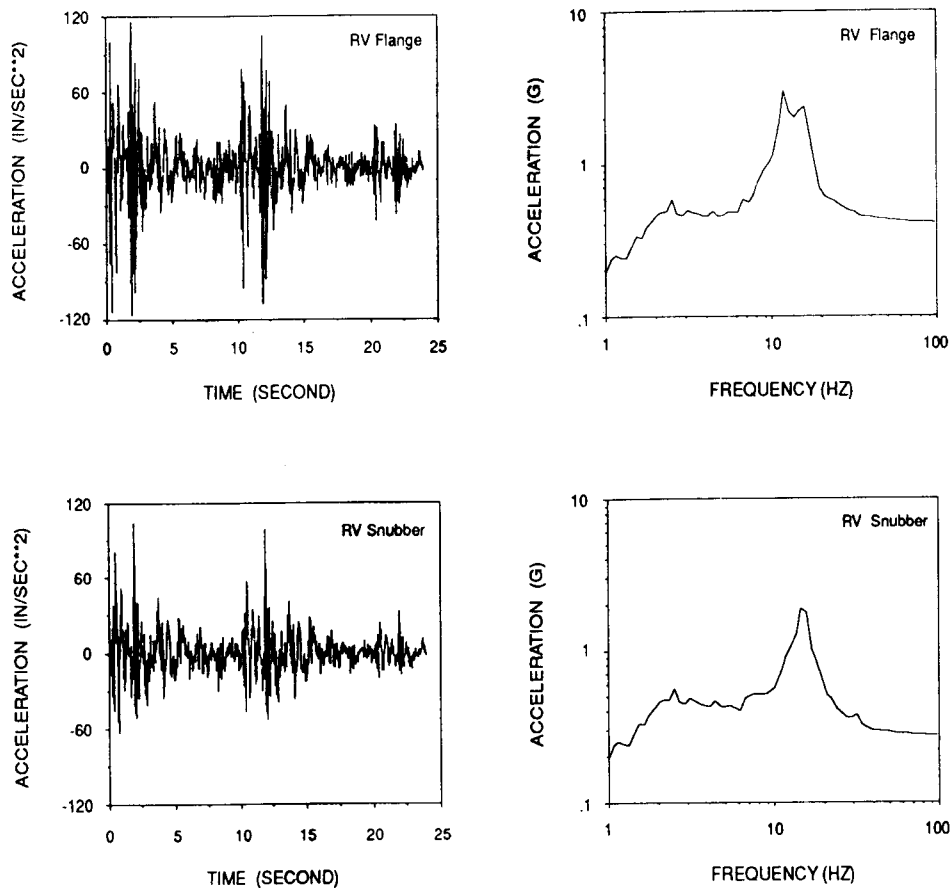 RV Flange
ACCELERATION (IN/SEC**2)
120
60
0
-60
-120
0 5 10 15 20 25
TIME (SECOND)
RV Flange
ACCELERATION (G)
10
1
.1
1 10 100
FREQUENCY (HZ)
RV Snubber
ACCELERATION (IN/SEC**2)
120
60
0
-60
-120
0 5 10 15 20 25
TIME (SECOND)
RV Snubber
ACCELERATION (G)
10
1
.1
1 10 100
FREQUENCY (HZ)